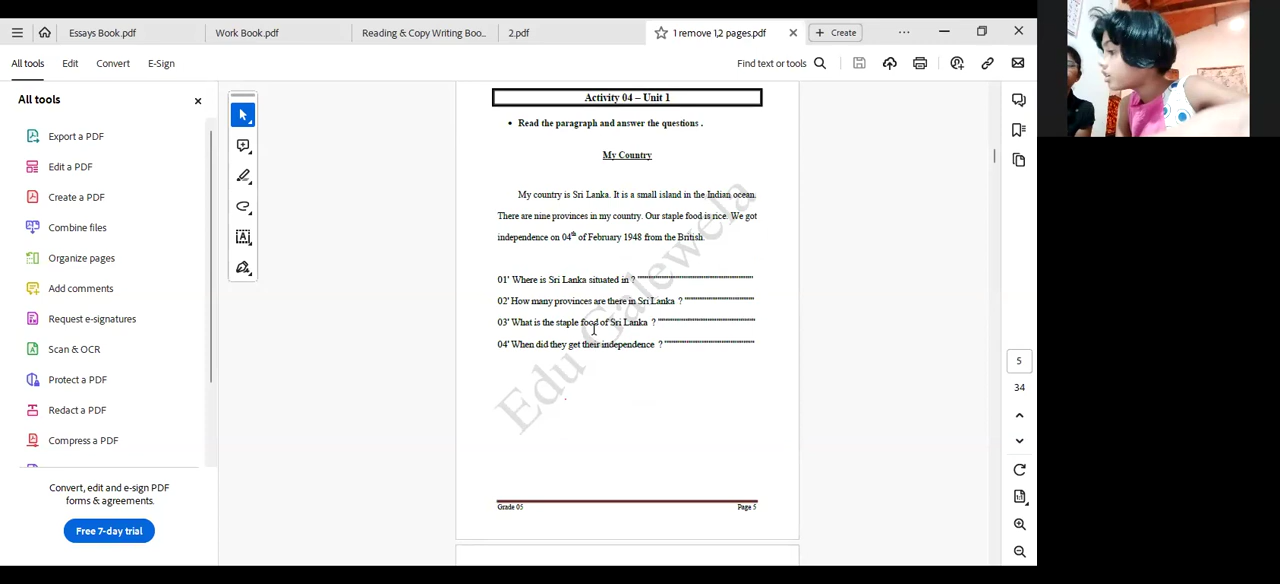 Essays Book.pdf
Work Book.pdf
Reading & Copy Writing Boo...
2.pdf
1 remove 1,2 pages.pdf
Create
All tools
Edit
Convert
E-Sign
Find text or tools
All tools
Export a PDF
Edit a PDF
Create a PDF
Combine files
Organize pages
Add comments
Request e-signatures
Scan & OCR
Protect a PDF
Redact a PDF
Compress a PDF
Convert, edit and e-sign PDF
forms & agreements.
Free 7-day trial
Activity 04 – Unit 1
• Read the paragraph and answer the questions .
My Country
My country is Sri Lanka. It is a small island in the Indian ocean.
There are nine provinces in my country. Our staple food is rice. We got
independence on 04th of February 1948 from the British.
01' Where is Sri Lanka situated in ?
02' How many provinces are there in Sri Lanka ?
03' What is the staple food of Sri Lanka ?
04' When did they get their independence ?
Edu Galewela
Grade 05
Page 5
5
34